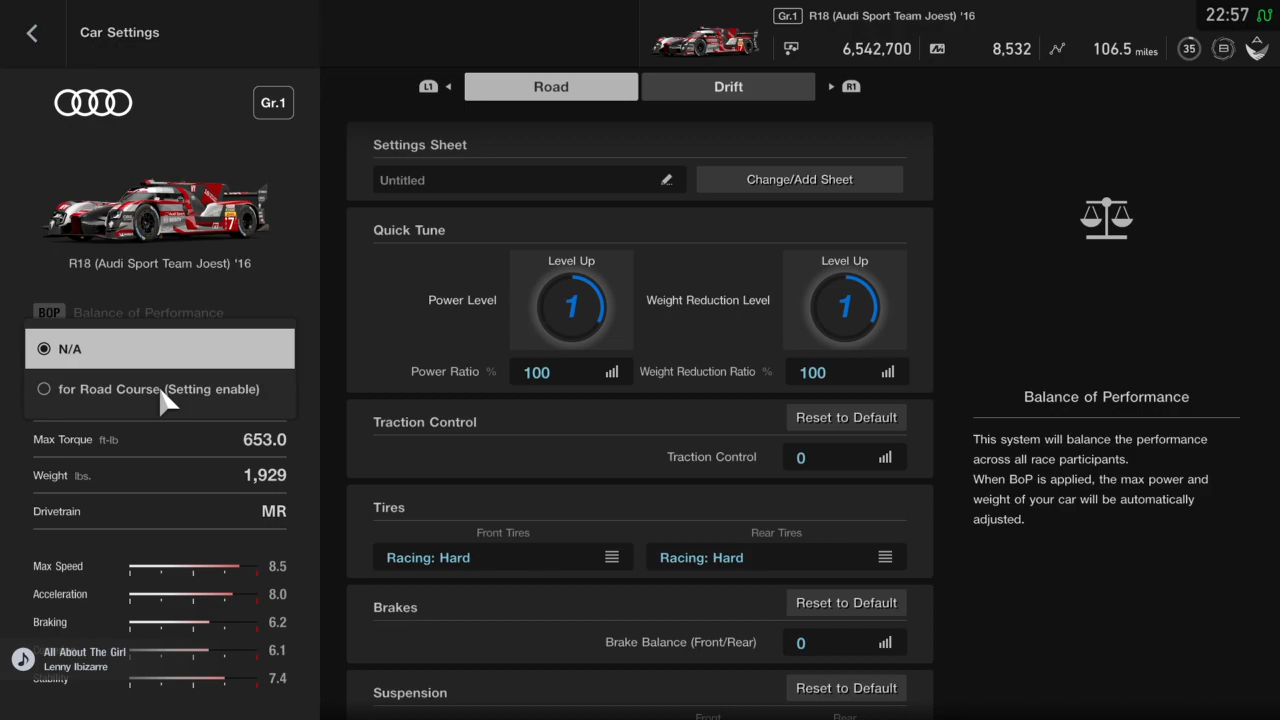 Car Settings
Gr.1 R18 (Audi Sport Team Joest) '16
6,542,700 8,532 106.5 miles 35 B
22:57
L1 Road Drift R1
Gr.1
R18 (Audi Sport Team Joest) '16
BOP Balance of Performance
N/A
for Road Course (Setting enable)
Max Torque ft-lb 653.0
Weight lbs. 1,929
Drivetrain MR
Max Speed 8.5
Acceleration 8.0
Braking 6.2
6.1
Stability 7.4
All About The Girl
Lenny Ibizarre
Settings Sheet
Untitled Change/Add Sheet
Quick Tune
Level Up Level Up
Power Level 1 Weight Reduction Level 1
Power Ratio % 100 Weight Reduction Ratio % 100
Traction Control Reset to Default
Traction Control 0
Tires
Front Tires Rear Tires
Racing: Hard Racing: Hard
Brakes Reset to Default
Brake Balance (Front/Rear) 0
Suspension Reset to Default
Front Rear
Balance of Performance
This system will balance the performance
across all race participants.
When BoP is applied, the max power and
weight of your car will be automatically
adjusted.